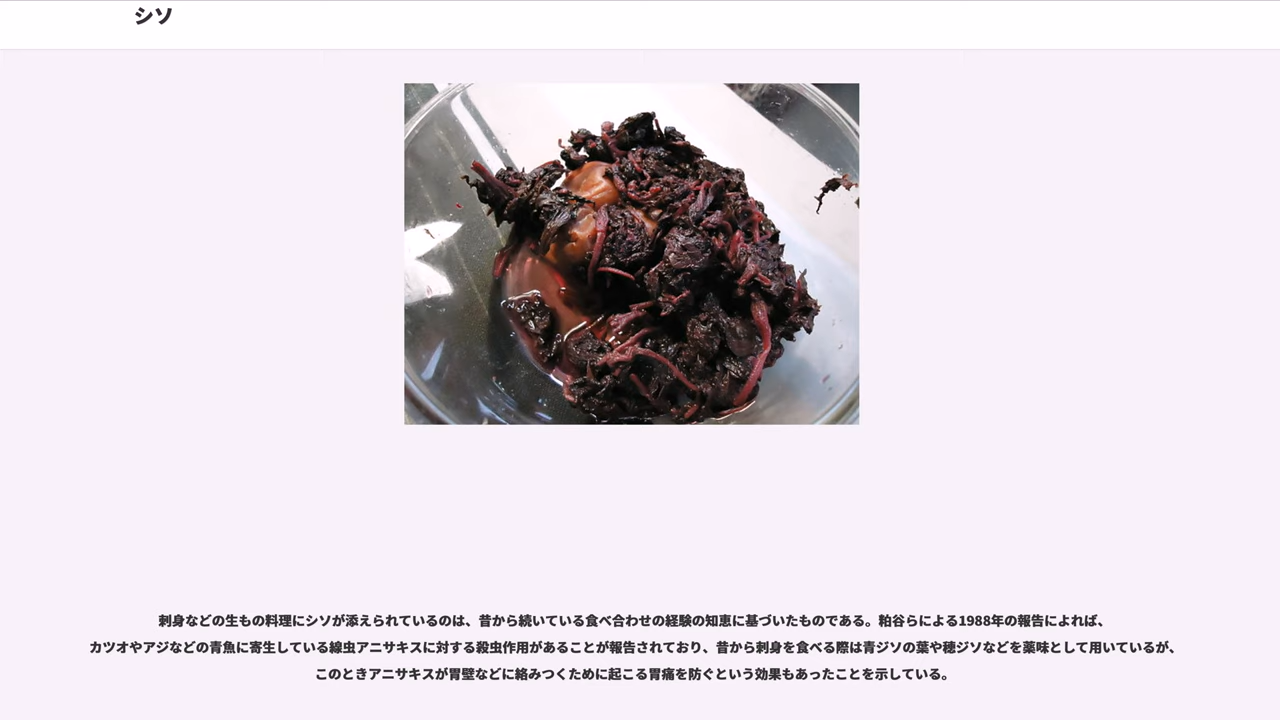 シソ
刺身などの生もの料理にシソが添えられているのは、昔から続いている食べ合わせの経験の知恵に基づいたものである。粕谷らによる1988年の報告によれば、
カツオやアジなどの青魚に寄生している線虫アニサキスに対する殺虫作用があることが報告されており、昔から刺身を食べる際は青ジソの葉や穂ジソなどを薬味として用いているが、
このときアニサキスが胃壁などに絡みつくために起こる胃痛を防ぐという効果もあったことを示している。